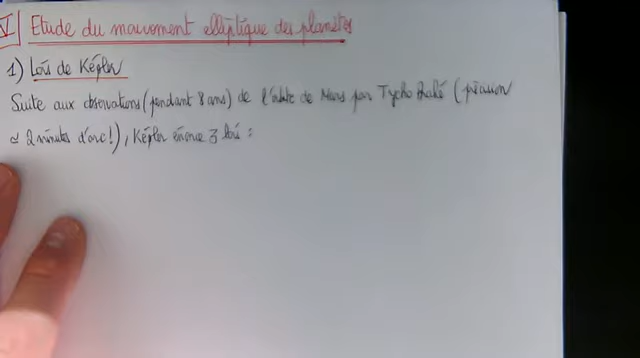 V Etude du mouvement elliptique des planètes
1) Lois de Képler
Suite aux observations (pendant 8 ans) de l'orbite de Mars par Tycho Brahé (précision
≃ 2 minutes d'arc!), Képler énonce 3 lois :